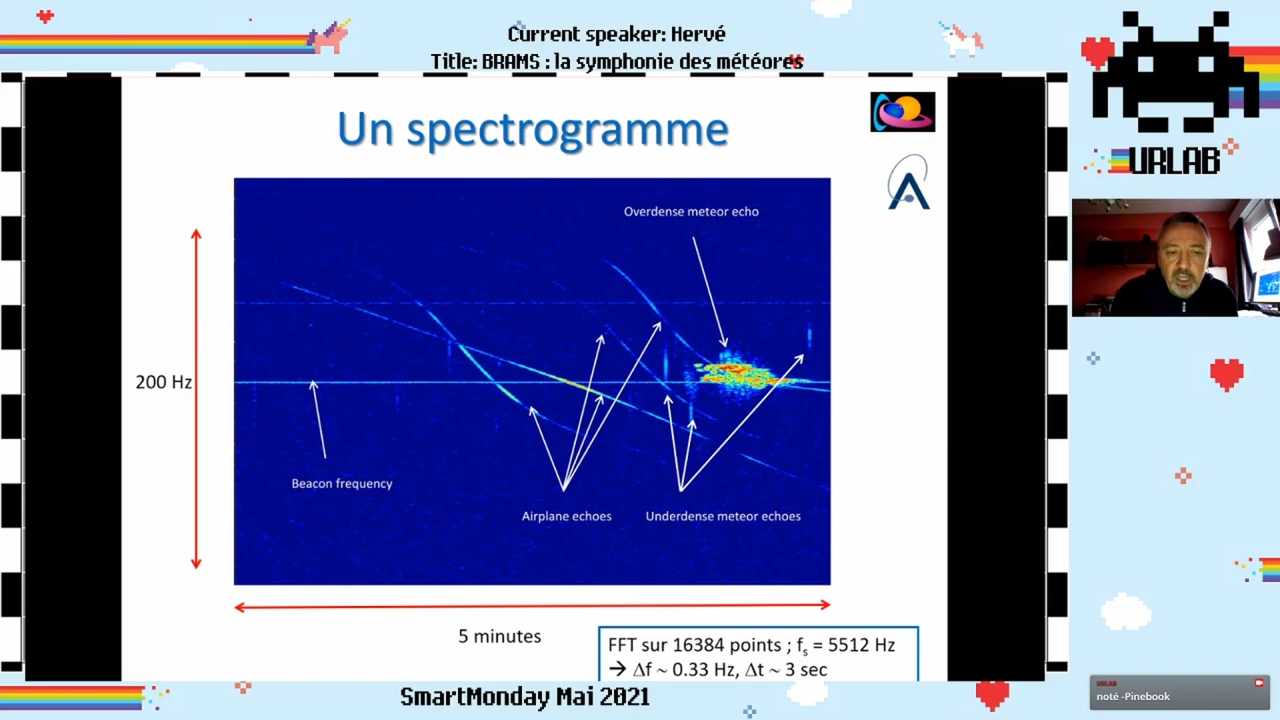 Current speaker: Hervé
Title: BRAMS : la symphonie des météores
URLAB
Un spectrogramme
Overdense meteor echo
200 Hz
Beacon frequency
Airplane echoes
Underdense meteor echoes
5 minutes
FFT sur 16384 points ; fs = 5512 Hz
→ Δf ~ 0.33 Hz, Δt ~ 3 sec
SmartMonday Mai 2021
URLAB
noté -Pinebook